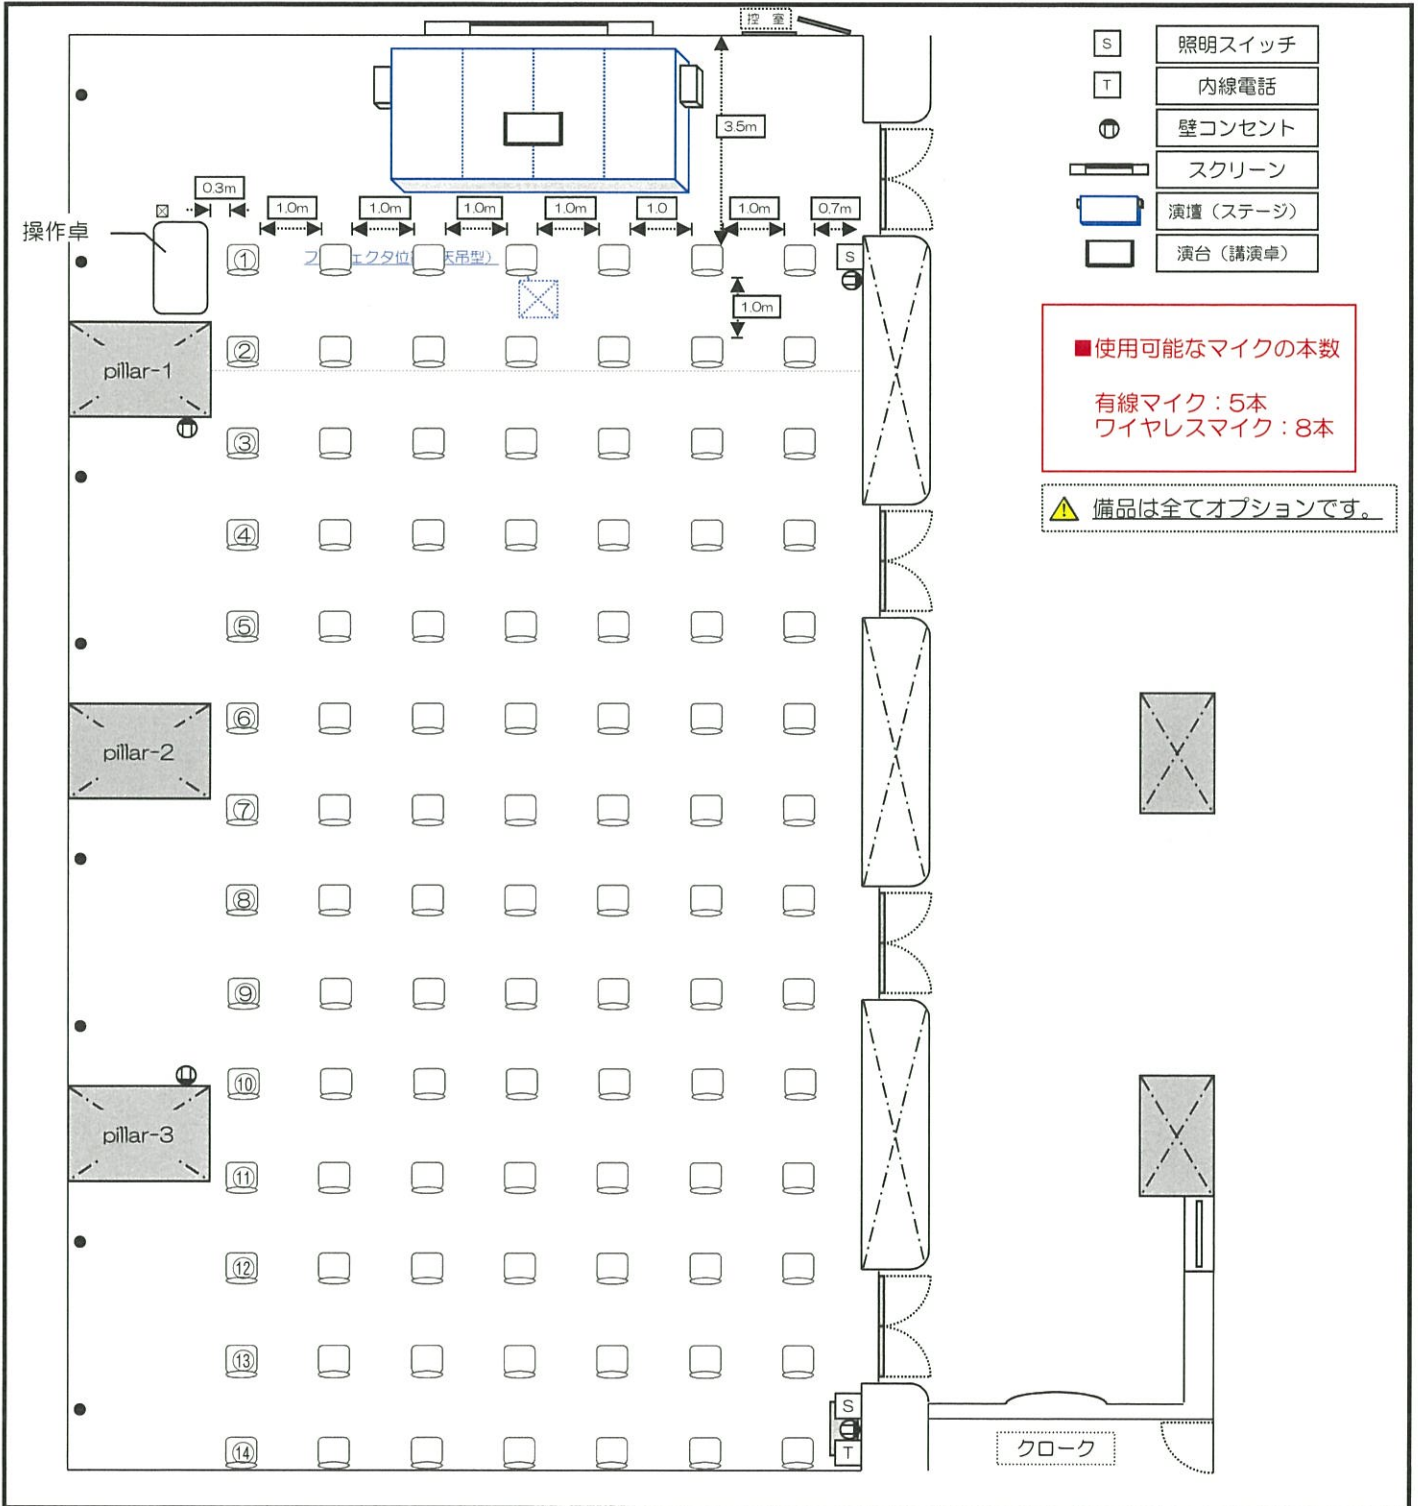 控 室
S
照明スイッチ
T
内線電話
壁コンセント
スクリーン
演壇（ステージ）
演台（講演卓）
3.5m
0.3m
1.0m
1.0m
1.0m
1.0m
1.0
1.0m
0.7m
操作卓
①
S
1.0m
②
pillar-1
■使用可能なマイクの本数
有線マイク：5本
ワイヤレスマイク：8本
③
備品は全てオプションです。
④
⑤
⑥
pillar-2
⑦
⑧
⑨
⑩
pillar-3
⑪
⑫
⑬
S
T
⑭
クローク